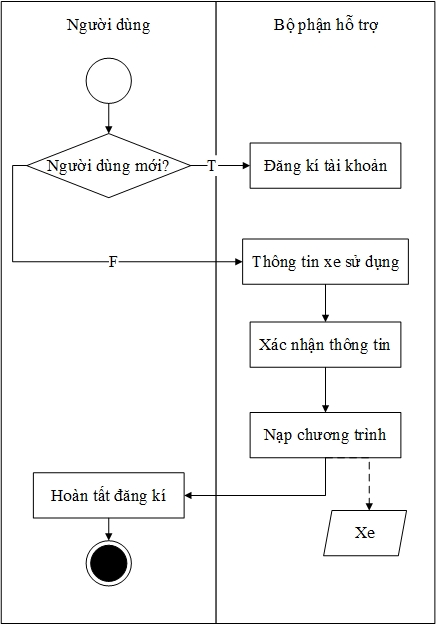 Người dùng
Bộ phận hỗ trợ
Người dùng mới?
T
Đăng kí tài khoản
F
Thông tin xe sử dụng
Xác nhận thông tin
Nạp chương trình
Hoàn tất đăng kí
Xe